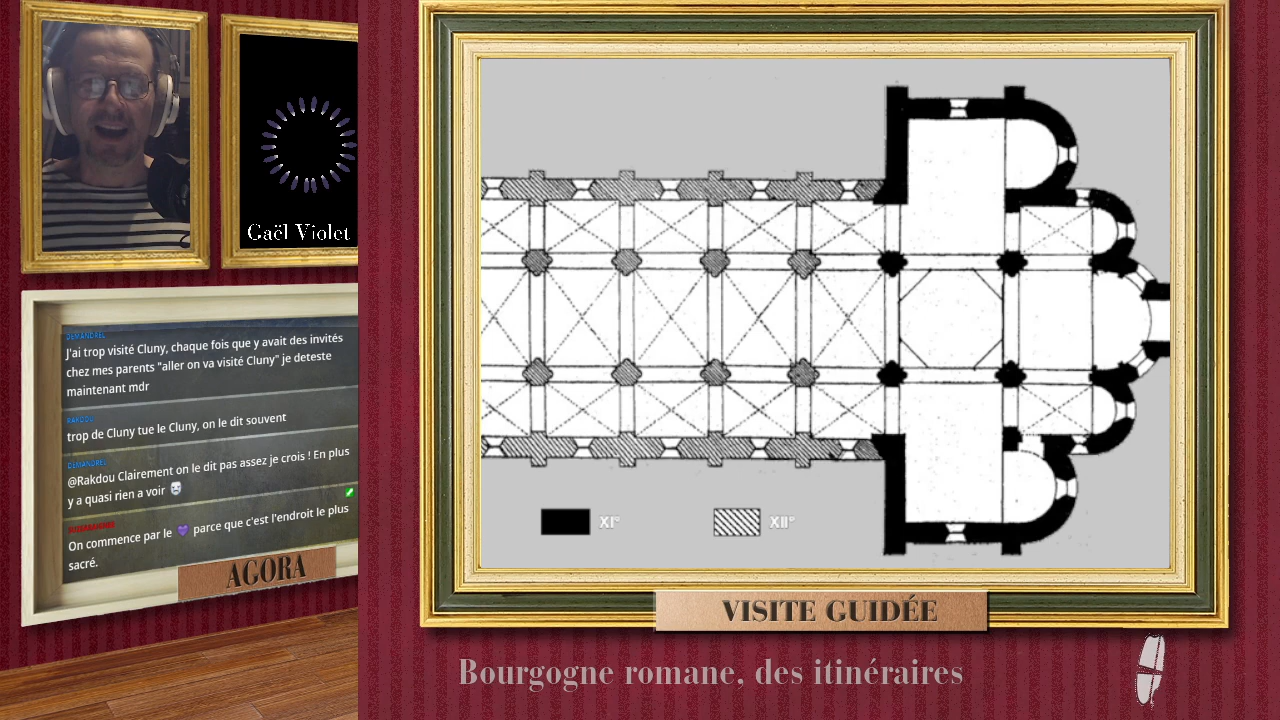 Gaël Violet
DEMANDREL
J'ai trop visité Cluny, chaque fois que y avait des invités
chez mes parents "aller on va visité Cluny" je deteste
maintenant mdr
RAKDOU
trop de Cluny tue le Cluny, on le dit souvent
DEMANDREL
@Rakdou Clairement on le dit pas assez je crois ! En plus
y a quasi rien a voir
On commence par le 💜 parce que c'est l'endroit le plus
sacré.
AGORA
XI°
XII°
VISITE GUIDÉE
Bourgogne romane, des itinéraires